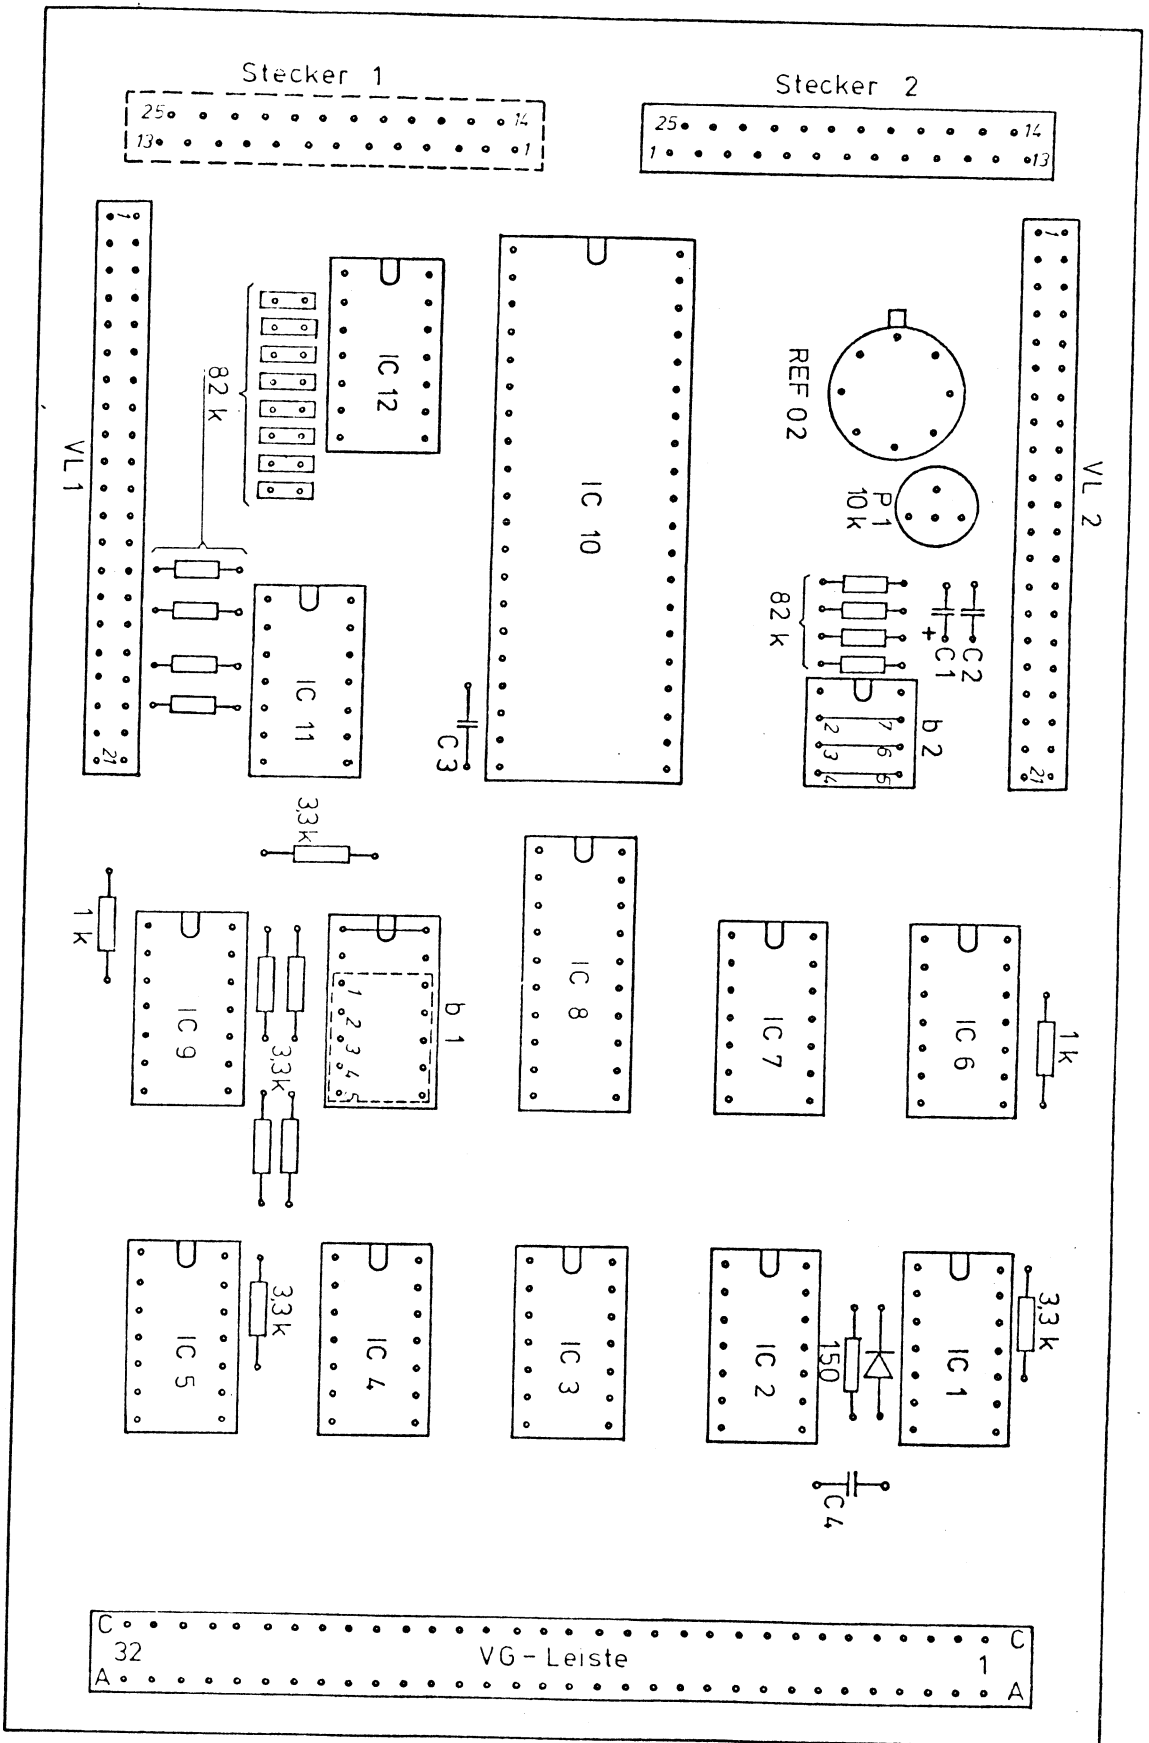 Stecker 1
25 14
13 1
Stecker 2
25 14
1 13
1
VL 1
21
1
VL 2
21
82 k
IC 12
IC 10
REF 02
P 1
10 k
82 k
C 2
+ C 1
b 2
7
2
6
3
5
4
IC 11
C 3
3,3 k
1 k
IC 9
3,3 k
b 1
1
2
3
4
5
IC 8
IC 7
IC 6
1 k
IC 5
3,3 k
IC 4
IC 3
IC 2
150
IC 1
3,3 k
C 4
C C
32 VG-Leiste 1
A A